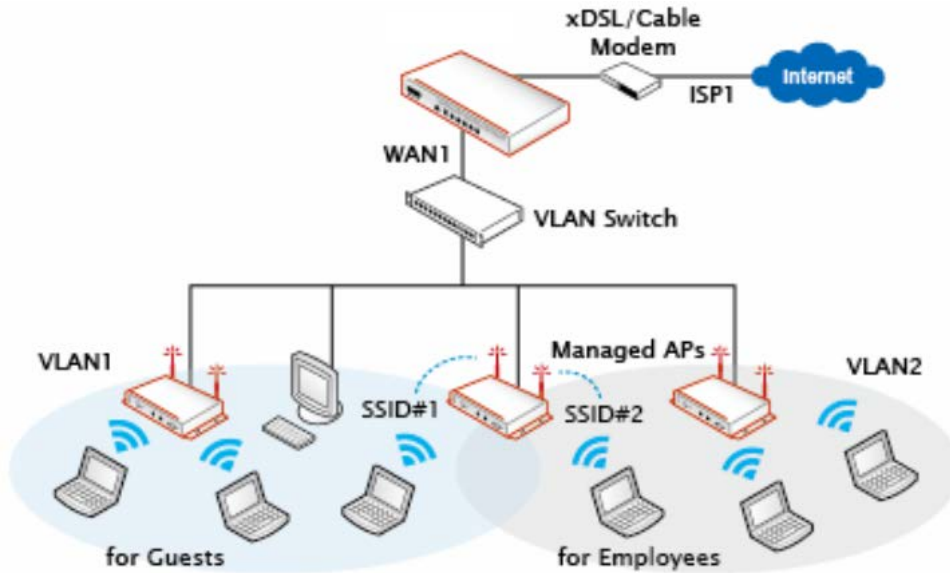 xDSL/Cable
Modem
Internet
ISP1
WAN1
VLAN Switch
VLAN1
Managed APs
VLAN2
SSID#1
SSID#2
for Guests
for Employees